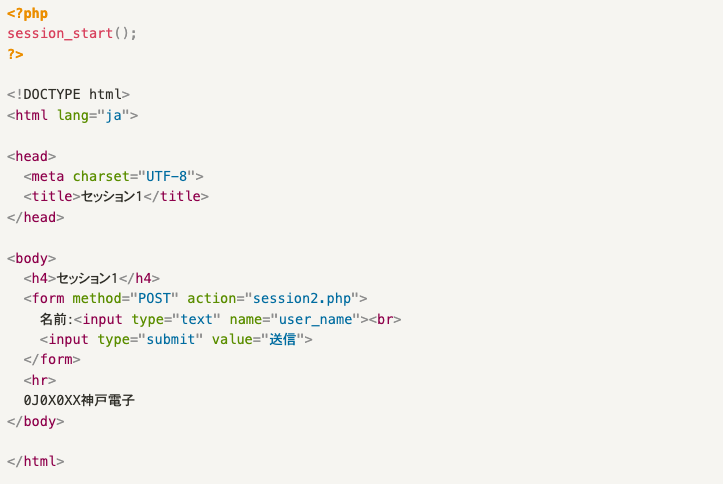 <?php
session_start();
?>
<!DOCTYPE html>
<html lang="ja">
<head>
<meta charset="UTF-8">
<title>セッション1</title>
</head>
<body>
<h4>セッション1</h4>
<form method="POST" action="session2.php">
名前:<input type="text" name="user_name"><br>
<input type="submit" value="送信">
</form>
<hr>
0J0X0XX神戸電子
</body>
</html>